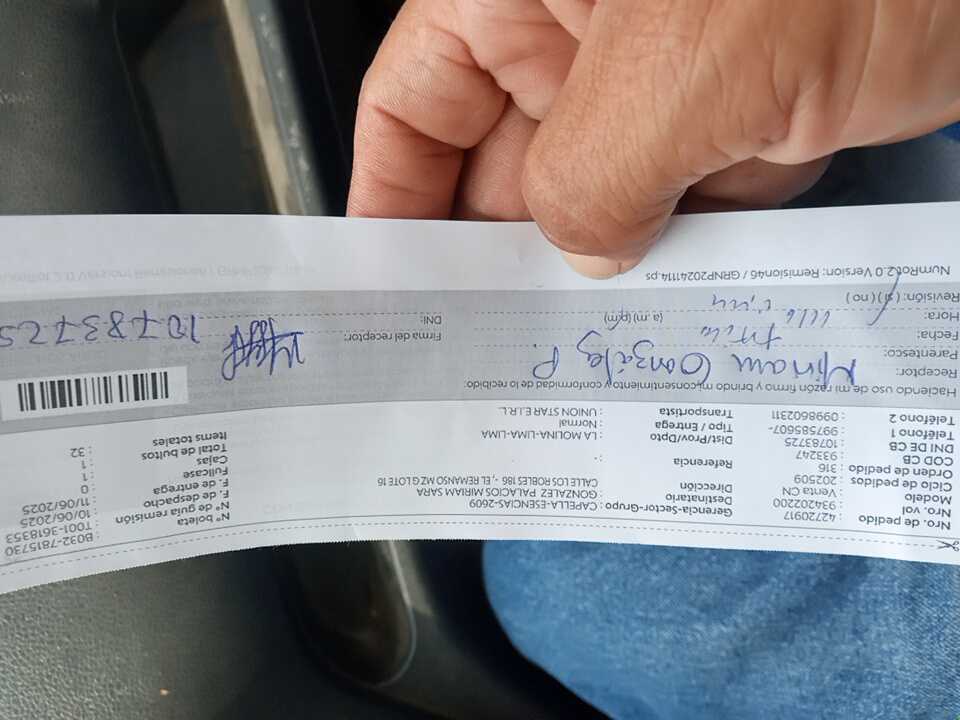 Nro. de pedido : 42720917
Nro. vol : 934202200
Modelo : Venta CN
Ciclo de pedidos : 202509
Orden de pedido : 316
COD CB : 933247
DNI DE CB : 10783725
Teléfono 1 : 997585607-
Teléfono 2 : 0998602311
Gerencia-Sector-Grupo : CAPELLA-ESENCIAS-2609
Destinatario : GONZALEZ PALACIOS MIRIAM SARA
Dirección : CALLE LOS ROBLES 166 -, EL REMANSO MZ G LOTE 16
Referencia : .
Dist/Prov/Dpto : LA MOLINA-LIMA-LIMA
Tipo / Entrega : Normal
Transportista : UNION STAR E.I.R.L.
N° boleta : B032-7815730
N° de guía remisión : T001-3618353
F. de despacho : 10/06/2025
F. de entrega : 11/06/2025
Fullcase : 0
Cajas : 1
Total de bultos : 1
Items totales : 32
Haciendo uso de mi razón firmo y brindo mi consentimiento y conformidad de lo recibido:
Receptor: Miriam González P.
Parentesco: Titular
Fecha:
Hora: (a.m) (p.m)
Revisión: ( si ) ( no )
Firma del receptor:
DNI: 10783725
NumRot2.0 Version: Remision46 / GRNP20241114.ps